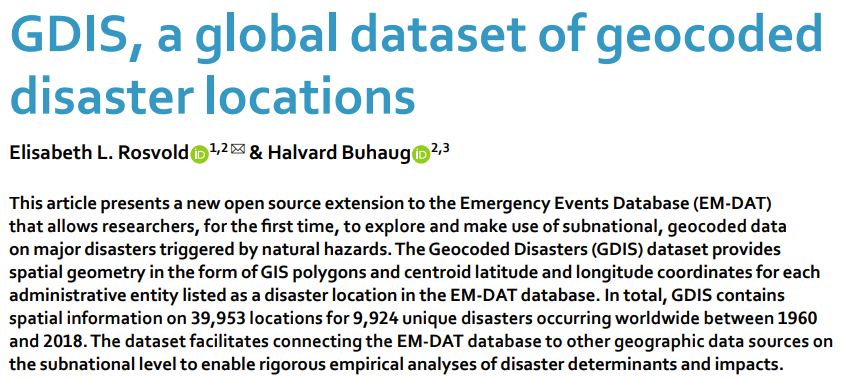 GDIS, a global dataset of geocoded
disaster locations
Elisabeth L. Rosvold iD 1,2 ✉ & Halvard Buhaug iD 2,3
This article presents a new open source extension to the Emergency Events Database (EM-DAT)
that allows researchers, for the first time, to explore and make use of subnational, geocoded data
on major disasters triggered by natural hazards. The Geocoded Disasters (GDIS) dataset provides
spatial geometry in the form of GIS polygons and centroid latitude and longitude coordinates for each
administrative entity listed as a disaster location in the EM-DAT database. In total, GDIS contains
spatial information on 39,953 locations for 9,924 unique disasters occurring worldwide between 1960
and 2018. The dataset facilitates connecting the EM-DAT database to other geographic data sources on
the subnational level to enable rigorous empirical analyses of disaster determinants and impacts.